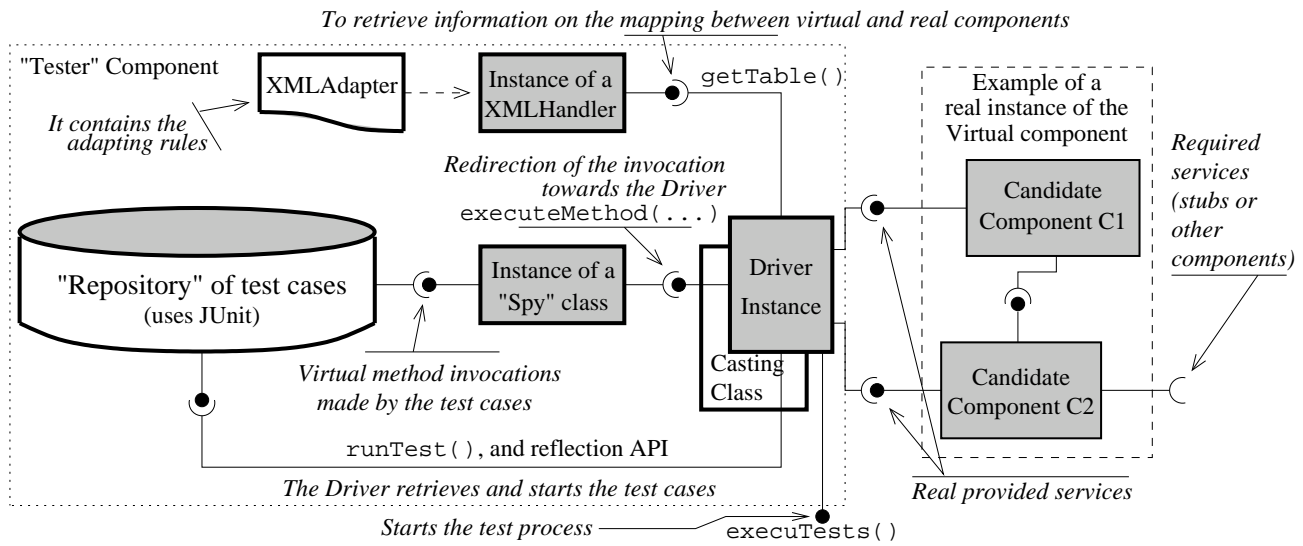 To retrieve information on the mapping between virtual and real components
"Tester" Component
XMLAdapter
Instance of a
XMLHandler
getTable()
It contains the
adapting rules
Example of a
real instance of the
Virtual component
Redirection of the invocation
towards the Driver
executeMethod(...)
Candidate
Component C1
Required
services
(stubs or
other
components)
"Repository" of test cases
(uses JUnit)
Instance of a
"Spy" class
Driver
Instance
Casting
Class
Virtual method invocations
made by the test cases
Candidate
Component C2
runTest(), and reflection API
The Driver retrieves and starts the test cases
Real provided services
Starts the test process
execuTests()